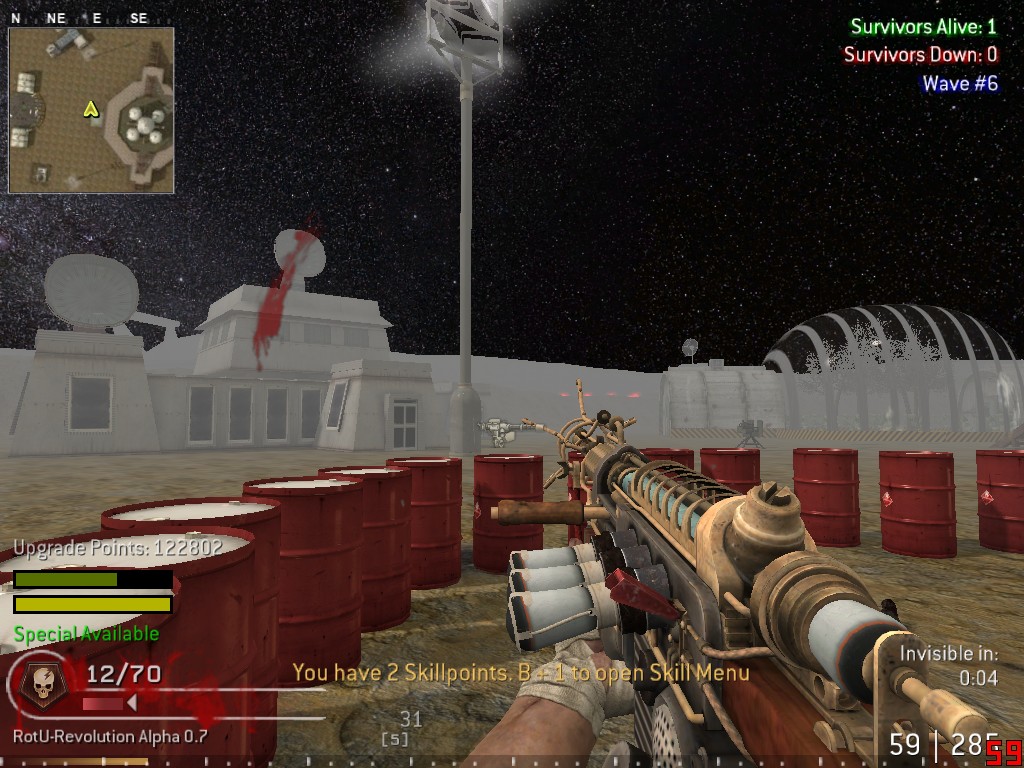 N NE E SE
Survivors Alive: 1
Survivors Down: 0
Wave #6
Upgrade Points: 122802
Special Available
12/70
You have 2 Skillpoints. B + 1 to open Skill Menu
Invisible in:
0:04
31
[5]
RotU-Revolution Alpha 0.7
59 | 285
59